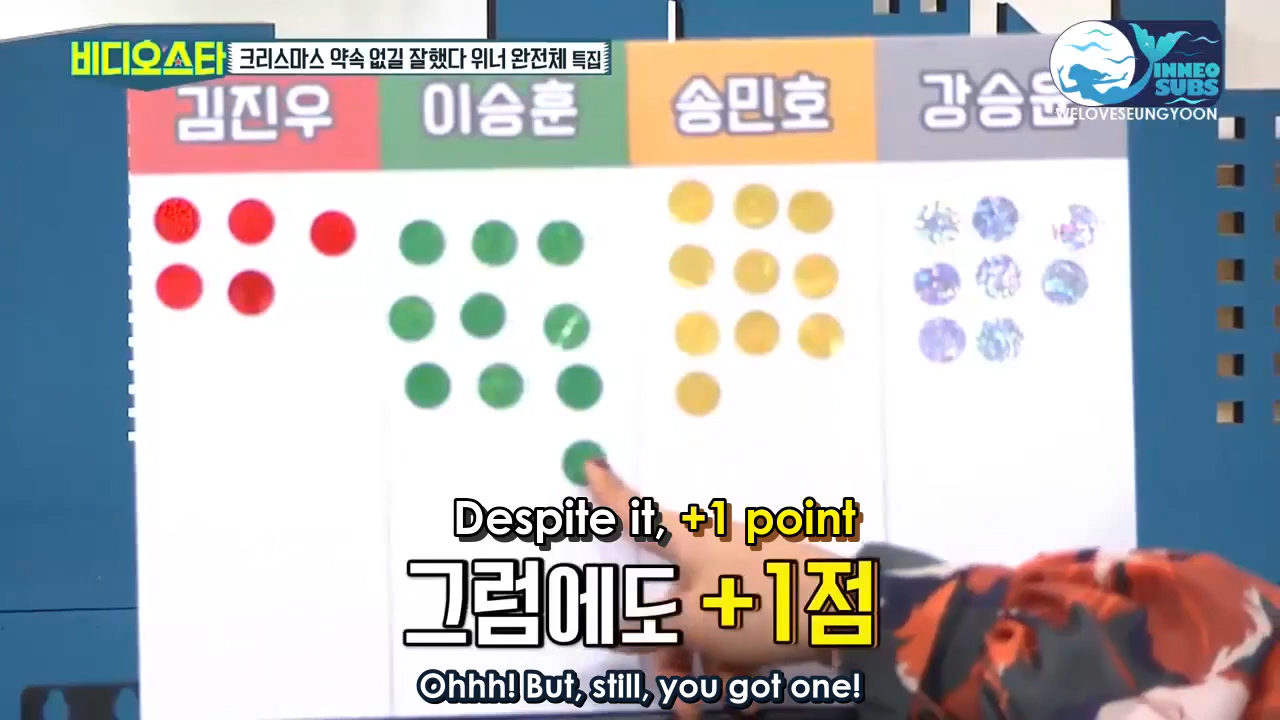 비디오스타
크리스마스 약속 없길 잘했다 위너 완전체 특집
INNEO
SUBS
WELOVESEUNGYOON
김진우 이승훈 송민호 강승윤
Despite it, +1 point
그럼에도 +1점
Ohhh! But, still, you got one!